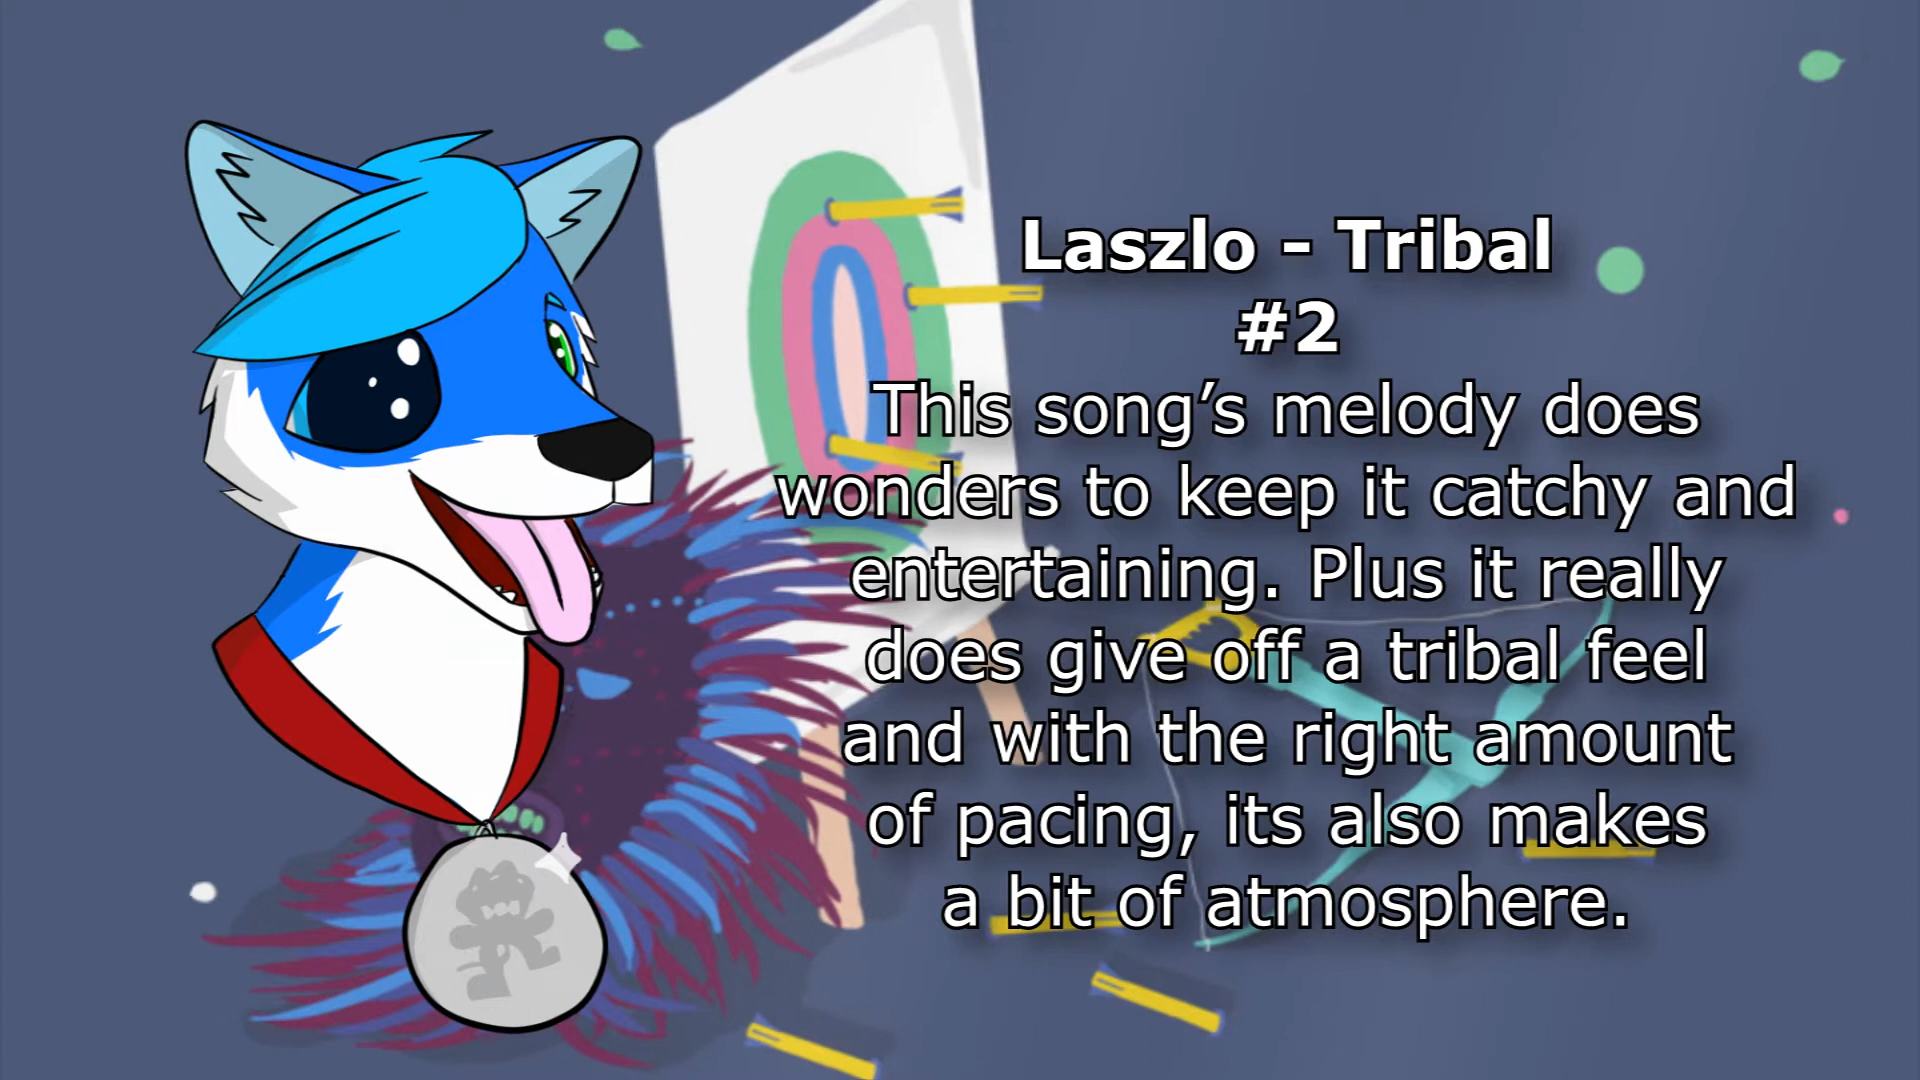 Laszlo - Tribal
#2
This song’s melody does
wonders to keep it catchy and
entertaining. Plus it really
does give off a tribal feel
and with the right amount
of pacing, its also makes
a bit of atmosphere.